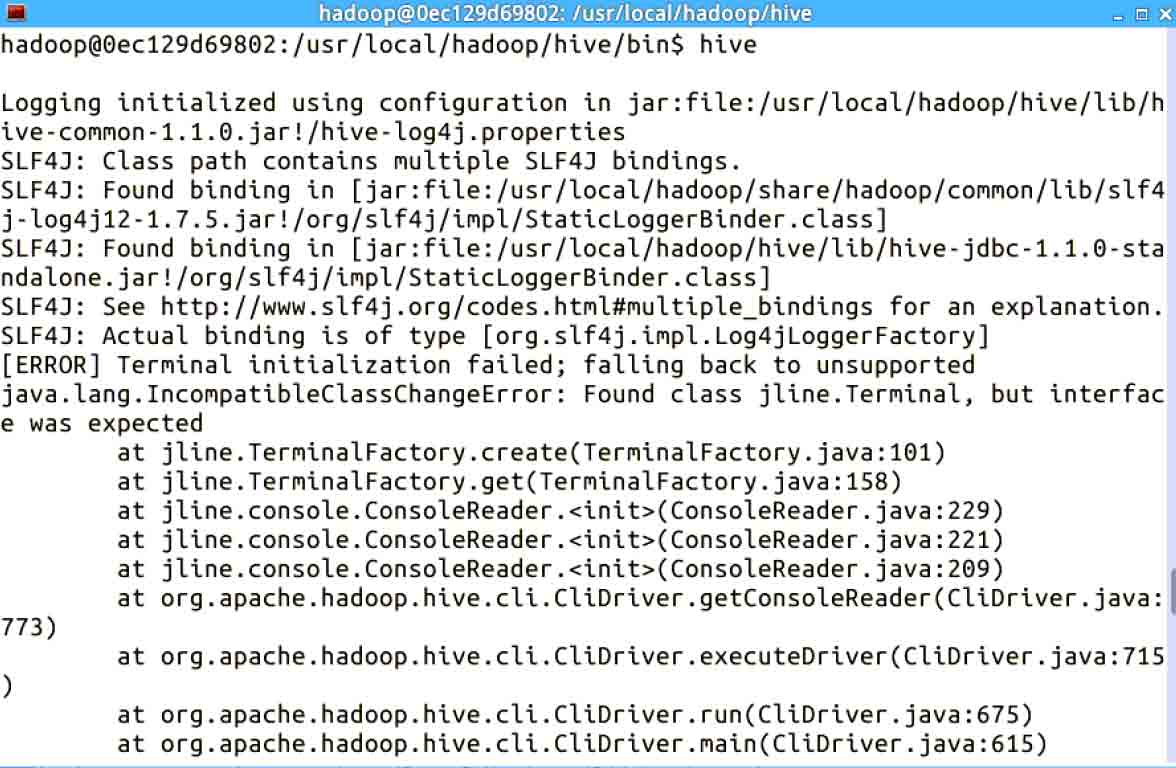 hadoop@0ec129d69802: /usr/local/hadoop/hive
hadoop@0ec129d69802:/usr/local/hadoop/hive/bin$ hive
Logging initialized using configuration in jar:file:/usr/local/hadoop/hive/lib/h
ive-common-1.1.0.jar!/hive-log4j.properties
SLF4J: Class path contains multiple SLF4J bindings.
SLF4J: Found binding in [jar:file:/usr/local/hadoop/share/hadoop/common/lib/slf4
j-log4j12-1.7.5.jar!/org/slf4j/impl/StaticLoggerBinder.class]
SLF4J: Found binding in [jar:file:/usr/local/hadoop/hive/lib/hive-jdbc-1.1.0-sta
ndalone.jar!/org/slf4j/impl/StaticLoggerBinder.class]
SLF4J: See http://www.slf4j.org/codes.html#multiple_bindings for an explanation.
SLF4J: Actual binding is of type [org.slf4j.impl.Log4jLoggerFactory]
[ERROR] Terminal initialization failed; falling back to unsupported
java.lang.IncompatibleClassChangeError: Found class jline.Terminal, but interfac
e was expected
at jline.TerminalFactory.create(TerminalFactory.java:101)
at jline.TerminalFactory.get(TerminalFactory.java:158)
at jline.console.ConsoleReader.<init>(ConsoleReader.java:229)
at jline.console.ConsoleReader.<init>(ConsoleReader.java:221)
at jline.console.ConsoleReader.<init>(ConsoleReader.java:209)
at org.apache.hadoop.hive.cli.CliDriver.getConsoleReader(CliDriver.java:
773)
at org.apache.hadoop.hive.cli.CliDriver.executeDriver(CliDriver.java:715
)
at org.apache.hadoop.hive.cli.CliDriver.run(CliDriver.java:675)
at org.apache.hadoop.hive.cli.CliDriver.main(CliDriver.java:615)